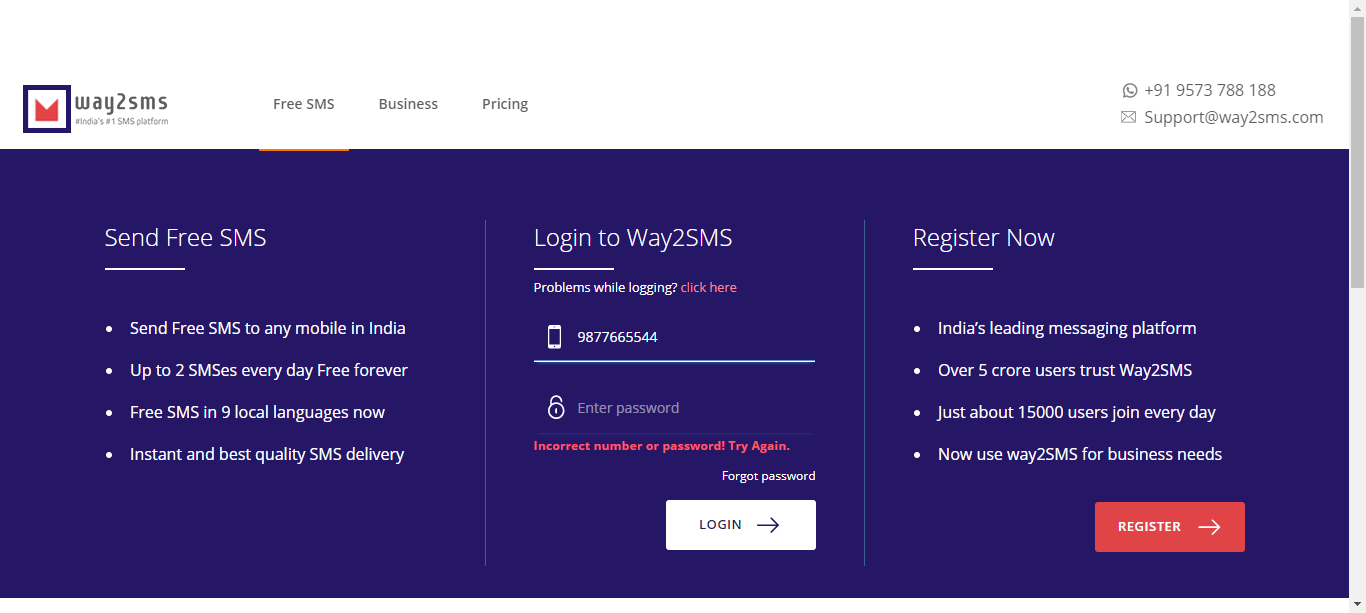 way2sms
#India's #1 SMS platform
Free SMS
Business
Pricing
+91 9573 788 188
Support@way2sms.com
Send Free SMS
Send Free SMS to any mobile in India
Up to 2 SMSes every day Free forever
Free SMS in 9 local languages now
Instant and best quality SMS delivery
Login to Way2SMS
Problems while logging? click here
9877665544
Enter password
Incorrect number or password! Try Again.
Forgot password
LOGIN
Register Now
India’s leading messaging platform
Over 5 crore users trust Way2SMS
Just about 15000 users join every day
Now use way2SMS for business needs
REGISTER